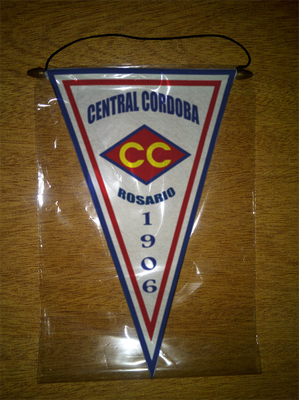 CENTRAL CORDOBA
CC
ROSARIO
1906